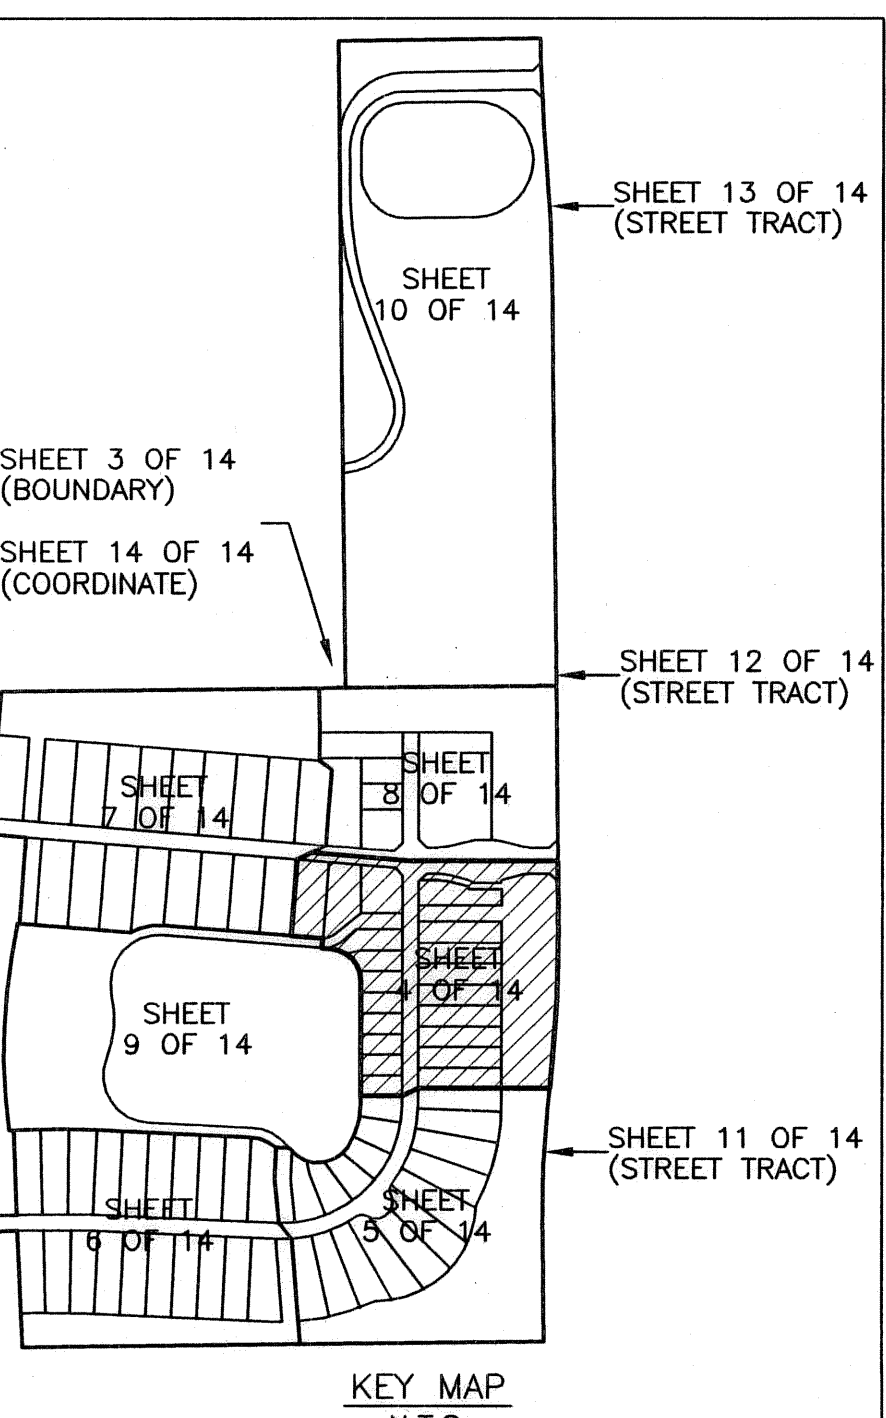 SHEET 13 OF 14
(STREET TRACT)
SHEET
10 OF 14
SHEET 3 OF 14
(BOUNDARY)
SHEET 14 OF 14
(COORDINATE)
SHEET 12 OF 14
(STREET TRACT)
SHEET
8 OF 14
SHEET
7 OF 14
SHEET
4 OF 14
SHEET
9 OF 14
SHEET 11 OF 14
(STREET TRACT)
SHEET
5 OF 14
SHEET
6 OF 14
KEY MAP